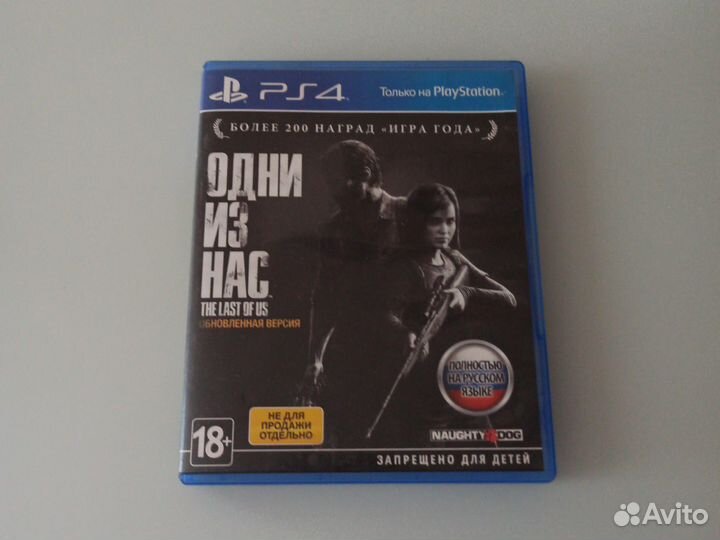 PS4
Только на PlayStation
БОЛЕЕ 200 НАГРАД «ИГРА ГОДА»
ОДНИ
ИЗ
НАС
THE LAST OF US
ОБНОВЛЕННАЯ ВЕРСИЯ
ПОЛНОСТЬЮ
НА РУССКОМ
ЯЗЫКЕ
НЕ ДЛЯ
ПРОДАЖИ
ОТДЕЛЬНО
18+
NAUGHTY DOG
ЗАПРЕЩЕНО ДЛЯ ДЕТЕЙ
Avito